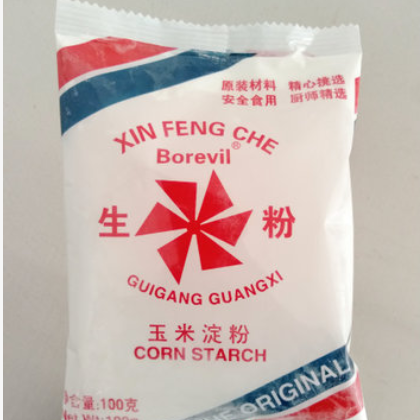 原装材料 精心挑选
安全食用 厨师精选
XIN FENG CHE
Borevil®
生 粉
GUIGANG GUANGXI
玉米淀粉
CORN STARCH
量:100克
ORIGINAL